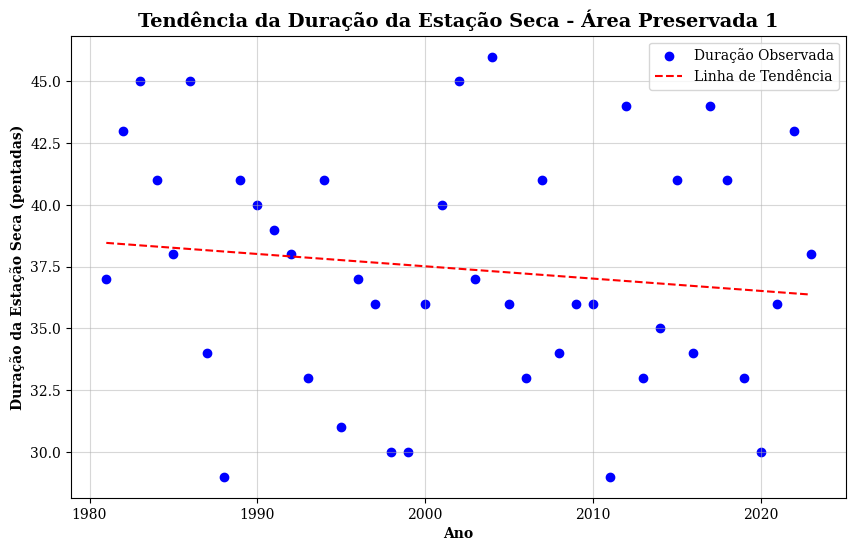 Tendência da Duração da Estação Seca - Área Preservada 1
Duração Observada
Linha de Tendência
Duração da Estação Seca (pentadas)
45.0
42.5
40.0
37.5
35.0
32.5
30.0
1980
1990
2000
2010
2020
Ano